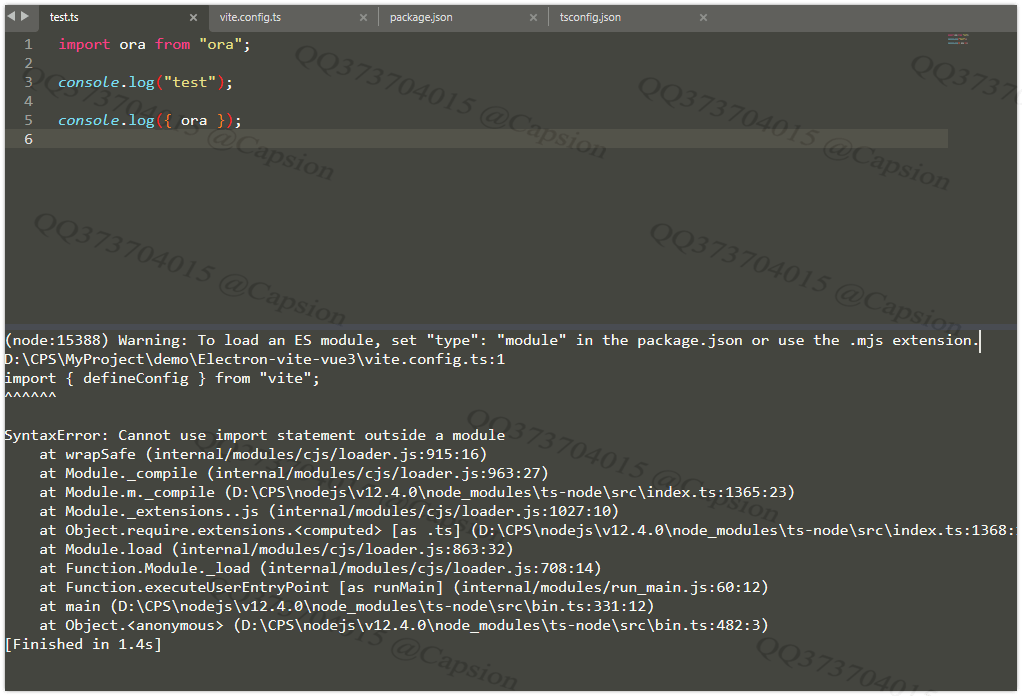 test.ts × vite.config.ts × package.json × tsconfig.json ×
1 import ora from "ora";
2
3 console.log("test");
4
5 console.log({ ora });
6
QQ373704015 @Capsion
QQ373704015 @Capsion
QQ373704015 @Capsion
QQ37370
QQ373704015 @Capsion
QQ373704015 @Capsion
(node:15388) Warning: To load an ES module, set "type": "module" in the package.json or use the .mjs extension.
D:\CPS\MyProject\demo\Electron-vite-vue3\vite.config.ts:1
import { defineConfig } from "vite";
^^^^^^
SyntaxError: Cannot use import statement outside a module
    at wrapSafe (internal/modules/cjs/loader.js:915:16)
    at Module._compile (internal/modules/cjs/loader.js:963:27)
    at Module.m._compile (D:\CPS\nodejs\v12.4.0\node_modules\ts-node\src\index.ts:1365:23)
    at Module._extensions..js (internal/modules/cjs/loader.js:1027:10)
    at Object.require.extensions.<computed> [as .ts] (D:\CPS\nodejs\v12.4.0\node_modules\ts-node\src\index.ts:1368:
    at Module.load (internal/modules/cjs/loader.js:863:32)
    at Function.Module._load (internal/modules/cjs/loader.js:708:14)
    at Function.executeUserEntryPoint [as runMain] (internal/modules/run_main.js:60:12)
    at main (D:\CPS\nodejs\v12.4.0\node_modules\ts-node\src\bin.ts:331:12)
    at Object.<anonymous> (D:\CPS\nodejs\v12.4.0\node_modules\ts-node\src\bin.ts:482:3)
[Finished in 1.4s]
QQ373704015 @Capsion
QQ373704015 @Capsion
QQ373704015